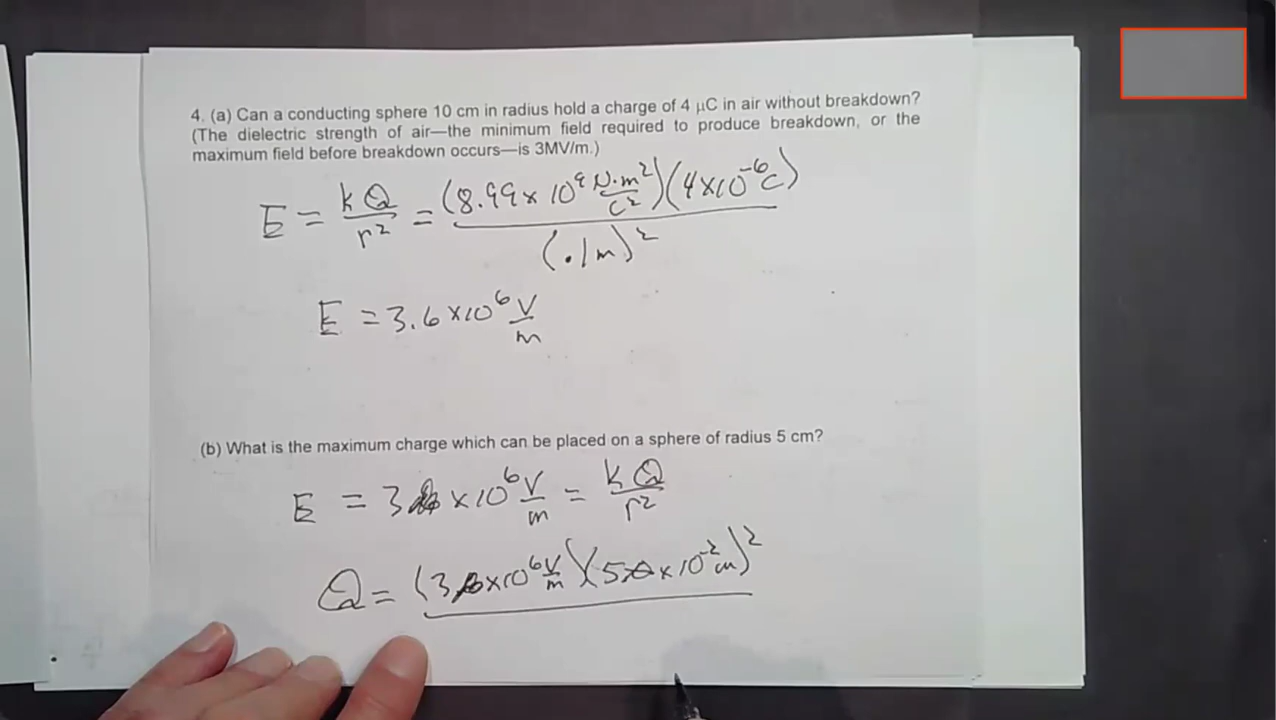 4. (a) Can a conducting sphere 10 cm in radius hold a charge of 4 μC in air without breakdown?
(The dielectric strength of air—the minimum field required to produce breakdown, or the
maximum field before breakdown occurs—is 3MV/m.)
E = kQ/r² = (8.99 × 10⁹ N·m²/C²)(4×10⁻⁶C)/(.1m)²
E = 3.6×10⁶ V/m
(b) What is the maximum charge which can be placed on a sphere of radius 5 cm?
E = 3 × 10⁶ V/m = kQ/r²
Q = (3×10⁶ V/m)(5×10⁻²m)²